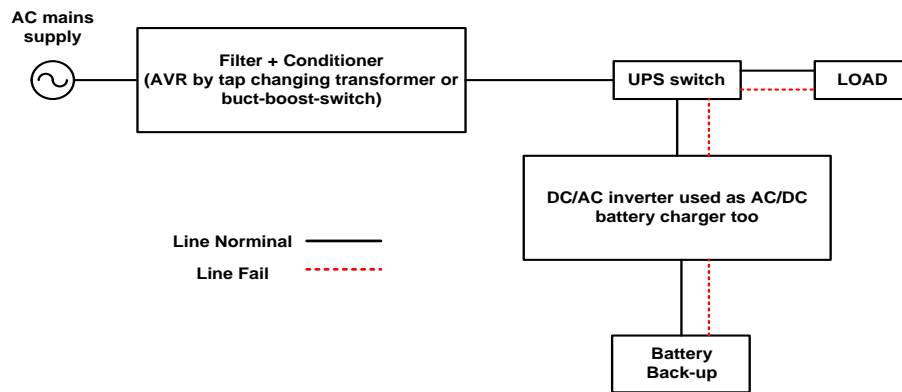 AC mains
supply
Filter + Conditioner
(AVR by tap changing transformer or
buct-boost-switch)
UPS switch
LOAD
DC/AC inverter used as AC/DC
battery charger too
Line Norminal
Line Fail
Battery
Back-up